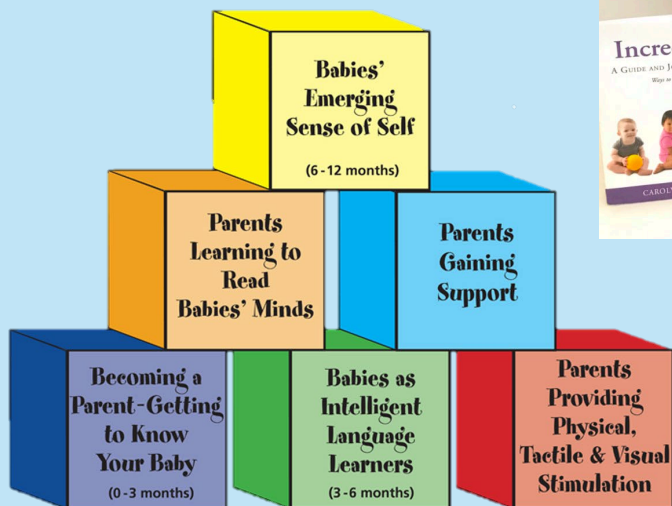 Babies'
Emerging
Sense of Self
(6-12 months)
A GUIDE AND
Parents
Learning to
Read
Babies' Minds
Parents
Gaining
Support
Becoming a
Parent-Getting
to Know
Your Baby
(0-3 months)
Babies as
Intelligent
Language
Learners
(3-6 months)
Parents
Providing
Physical,
Tactile & Visual
Stimulation